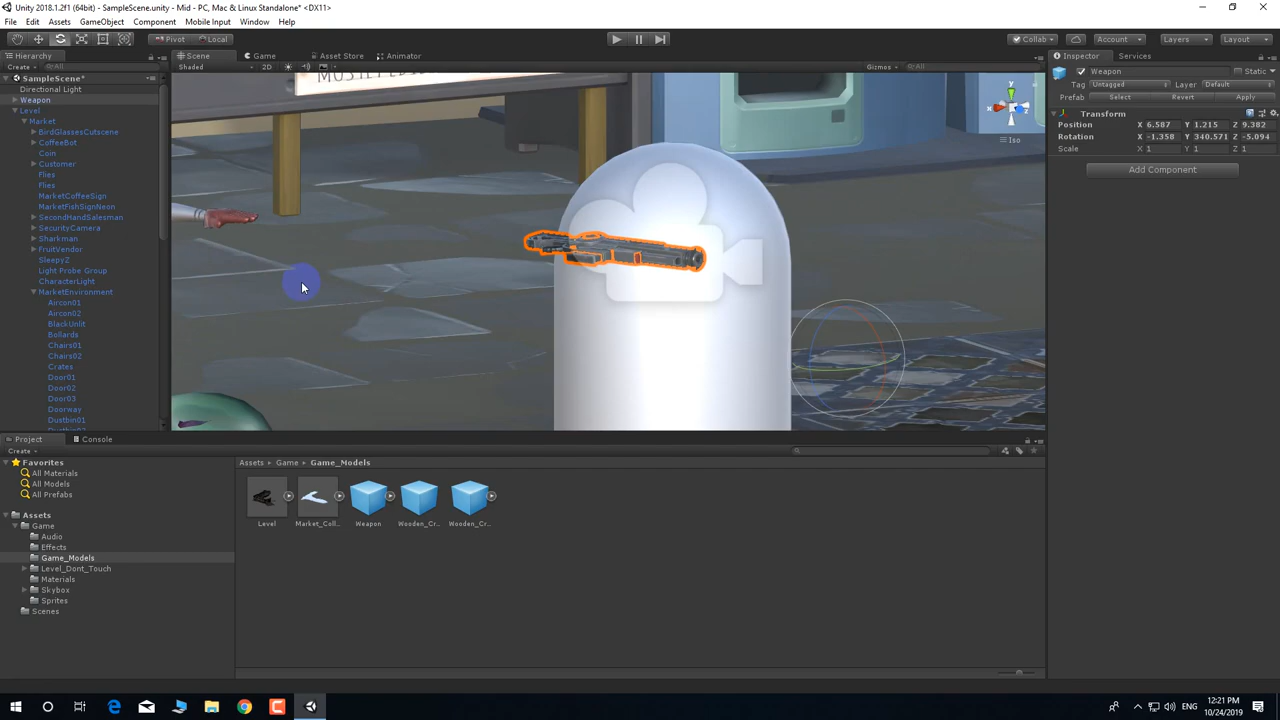 Unity 2018.1.2f1 (64bit) - SampleScene.unity - Mid - PC, Mac & Linux Standalone* <DX11>
File Edit Assets GameObject Component Mobile Input Window Help
Pivot Local Collab Account Layers Layout
Hierarchy Scene Game Asset Store Animator Inspector Services
Create All Shaded 2D Gizmos All Weapon Static
SampleScene* Tag Untagged Layer Default
Directional Light Prefab Select Revert Apply
Weapon
Level Transform
Market Position X 6.587 Y 1.215 Z 9.382
BirdGlassesCutscene Rotation X -1.358 Y 340.571 Z -5.094
CoffeeBot Scale X 1 Y 1 Z 1
Coin
Customer Add Component
Flies
Flies
MarketCoffeeSign
MarketFishSignNeon
SecondHandSalesman
SecurityCamera
Sharkman
FruitVendor
SleepyZ
Light Probe Group
CharacterLight
MarketEnvironment
Aircon01
Aircon02
BlackUnlit
Bollards
Chairs01
Chairs02
Crates
Door01
Door02
Door03
Doorway
Dustbin01
y
x
z
Iso
Project Console
Create
Favorites Assets Game Game_Models
All Materials
All Models
All Prefabs
Assets
Game
Audio
Effects
Game_Models
Level_Dont_Touch
Materials
Skybox
Sprites
Scenes
Level Market_Coll... Weapon Wooden_Cr... Wooden_Cr...
ENG
12:21 PM
10/24/2019